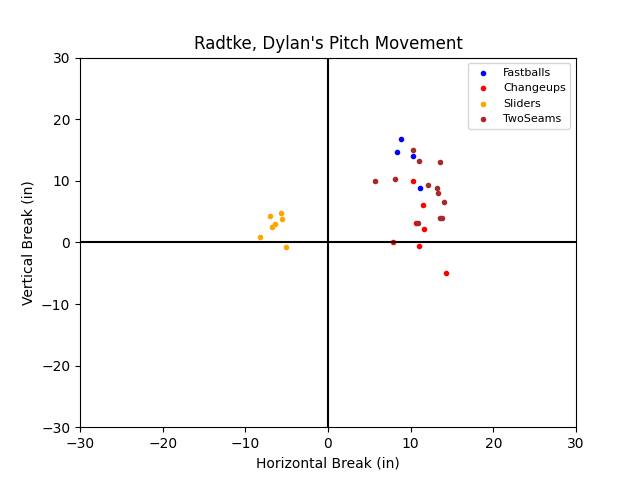 Radtke, Dylan's Pitch Movement
Fastballs
Changeups
Sliders
TwoSeams
30
20
10
0
−10
−20
−30
Vertical Break (in)
−30
−20
−10
0
10
20
30
Horizontal Break (in)